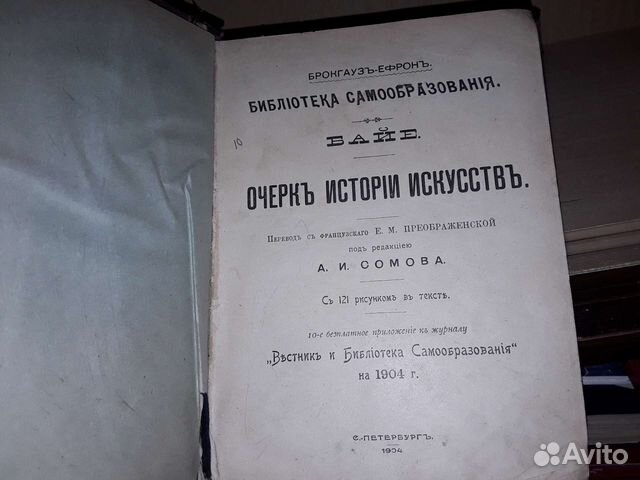 БРОКГАУЗЪ-ЕФРОНЪ.
БИБЛІОТЕКА САМООБРАЗОВАНІЯ.
10
БАЙЕ.
ОЧЕРКЪ ИСТОРІИ ИСКУССТВЪ.
Переводъ съ французскаго Е. М. ПРЕОБРАЖЕНСКОЙ
подъ редакціею
А. И. СОМОВА.
Съ 121 рисункомъ въ текстѣ.
10-е безплатное приложеніе къ журналу
„Вѣстникъ и Библіотека Самообразованія“
на 1904 г.
С.-ПЕТЕРБУРГЪ.
1904
Avito